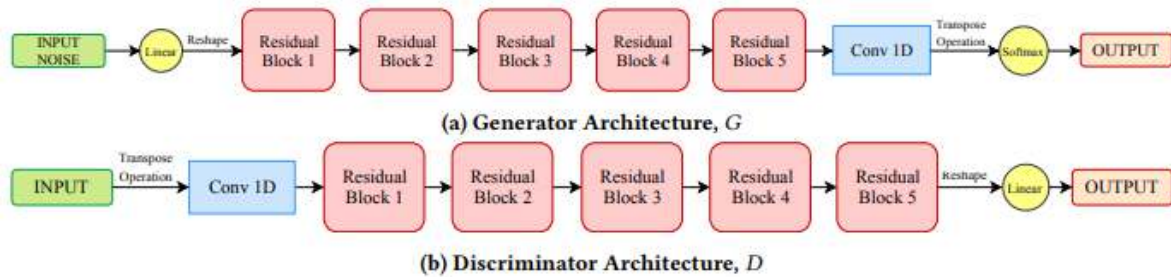 INPUT
NOISE
Linear
Reshape
Residual
Block 1
Residual
Block 2
Residual
Block 3
Residual
Block 4
Residual
Block 5
Conv 1D
Transpose
Operation
Softmax
OUTPUT
(a) Generator Architecture, G
INPUT
Transpose
Operation
Conv 1D
Residual
Block 1
Residual
Block 2
Residual
Block 3
Residual
Block 4
Residual
Block 5
Reshape
Linear
OUTPUT
(b) Discriminator Architecture, D